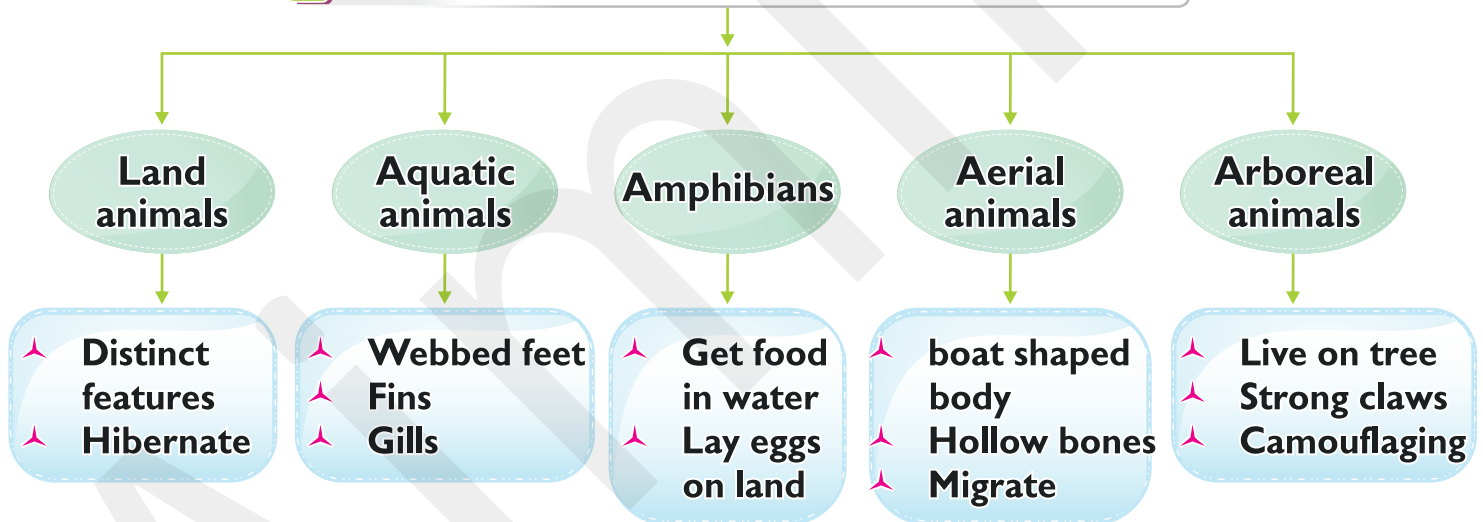 Land
animals
Aquatic
animals
Amphibians
Aerial
animals
Arboreal
animals
Distinct
features
Hibernate
Webbed feet
Fins
Gills
Get food
in water
Lay eggs
on land
boat shaped
body
Hollow bones
Migrate
Live on tree
Strong claws
Camouflaging